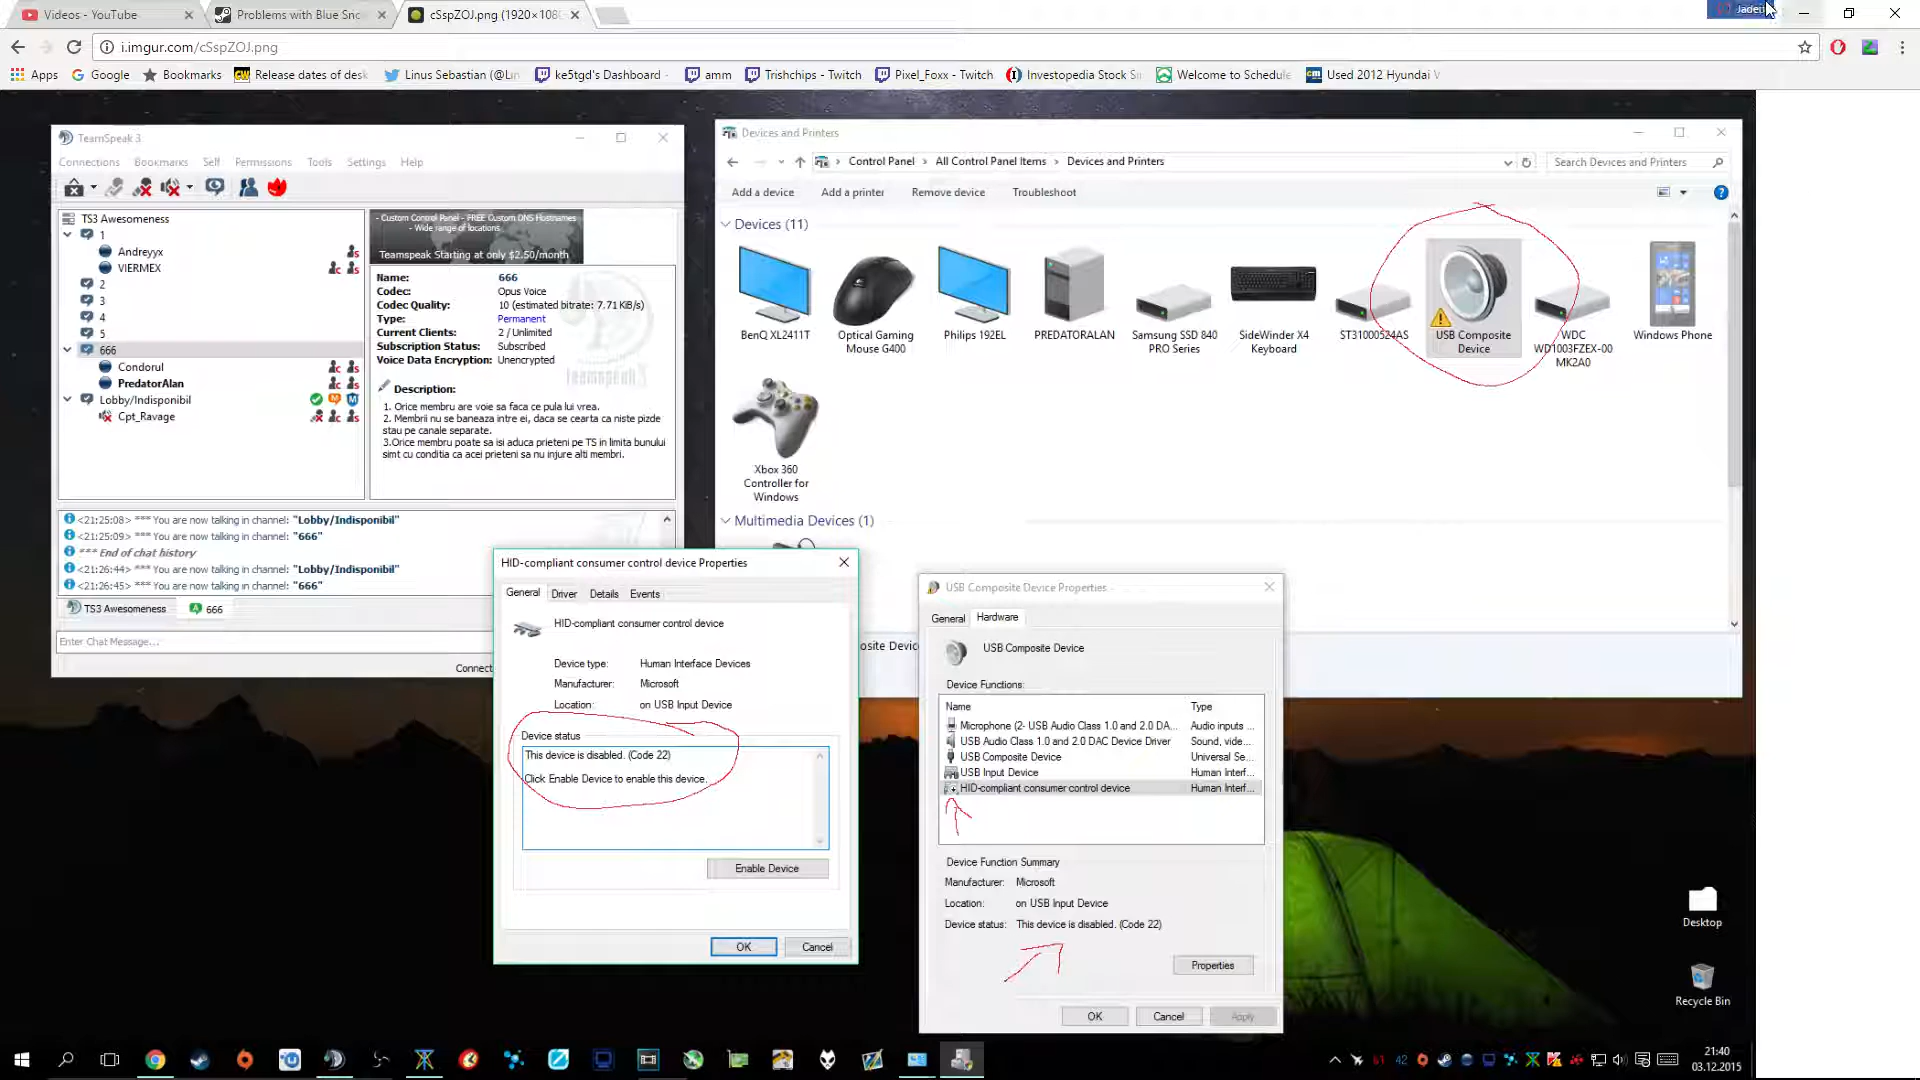 Videos - YouTube
Problems with Blue Sno
cSspZOJ.png (1920×108
i.imgur.com/cSspZOJ.png
Apps
Google
Bookmarks
Release dates of desk
Linus Sebastian (@Lin
ke5tgd's Dashboard -
amm
Trishchips - Twitch
Pixel_Foxx - Twitch
Investopedia Stock Si
Welcome to Schedule
Used 2012 Hyundai V
TeamSpeak 3
Connections Bookmarks Self Permissions Tools Settings Help
TS3 Awesomeness
1
Andreyyx
VIERMEX
2
3
4
5
666
Condorul
PredatorAlan
Lobby/Indisponibil
Cpt_Ravage
- Custom Control Panel - FREE Custom DNS Hostnames
- Wide range of locations
Teamspeak Starting at only $2.50/month
Name: 666
Codec: Opus Voice
Codec Quality: 10 (estimated bitrate: 7.71 KiB/s)
Type: Permanent
Current Clients: 2 / Unlimited
Subscription Status: Subscribed
Voice Data Encryption: Unencrypted
teamspeak3
Description:
1. Orice membru are voie sa faca ce pula lui vrea.
2. Membrii nu se baneaza intre ei, daca se cearta ca niste pizde
stau pe canale separate.
3.Orice membru poate sa isi aduca prieteni pe TS in limita bunului
simt cu conditia ca acei prieteni sa nu injure alti membri.
<21:25:08> *** You are now talking in channel: "Lobby/Indisponibil"
<21:25:09> *** You are now talking in channel: "666"
*** End of chat history
<21:26:44> *** You are now talking in channel: "Lobby/Indisponibil"
<21:26:45> *** You are now talking in channel: "666"
TS3 Awesomeness 666
Enter Chat Message...
Connect
Devices and Printers
Control Panel > All Control Panel Items > Devices and Printers
Search Devices and Printers
Add a device Add a printer Remove device Troubleshoot
Devices (11)
BenQ XL2411T
Optical Gaming
Mouse G400
Philips 192EL
PREDATORALAN
Samsung SSD 840
PRO Series
SideWinder X4
Keyboard
ST31000524AS
USB Composite
Device
WDC
WD1003FZEX-00
MK2A0
Windows Phone
Xbox 360
Controller for
Windows
Multimedia Devices (1)
osite Devic
HID-compliant consumer control device Properties
General Driver Details Events
HID-compliant consumer control device
Device type: Human Interface Devices
Manufacturer: Microsoft
Location: on USB Input Device
Device status
This device is disabled. (Code 22)
Click Enable Device to enable this device.
Enable Device
OK Cancel
USB Composite Device Properties
General Hardware
USB Composite Device
Device Functions:
Name Type
Microphone (2- USB Audio Class 1.0 and 2.0 DA... Audio inputs ...
USB Audio Class 1.0 and 2.0 DAC Device Driver Sound, vide...
USB Composite Device Universal Se...
USB Input Device Human Interf...
HID-compliant consumer control device Human Interf...
Device Function Summary
Manufacturer: Microsoft
Location: on USB Input Device
Device status: This device is disabled. (Code 22)
Properties
OK Cancel Apply
Desktop
Recycle Bin
42
21:40
03.12.2015